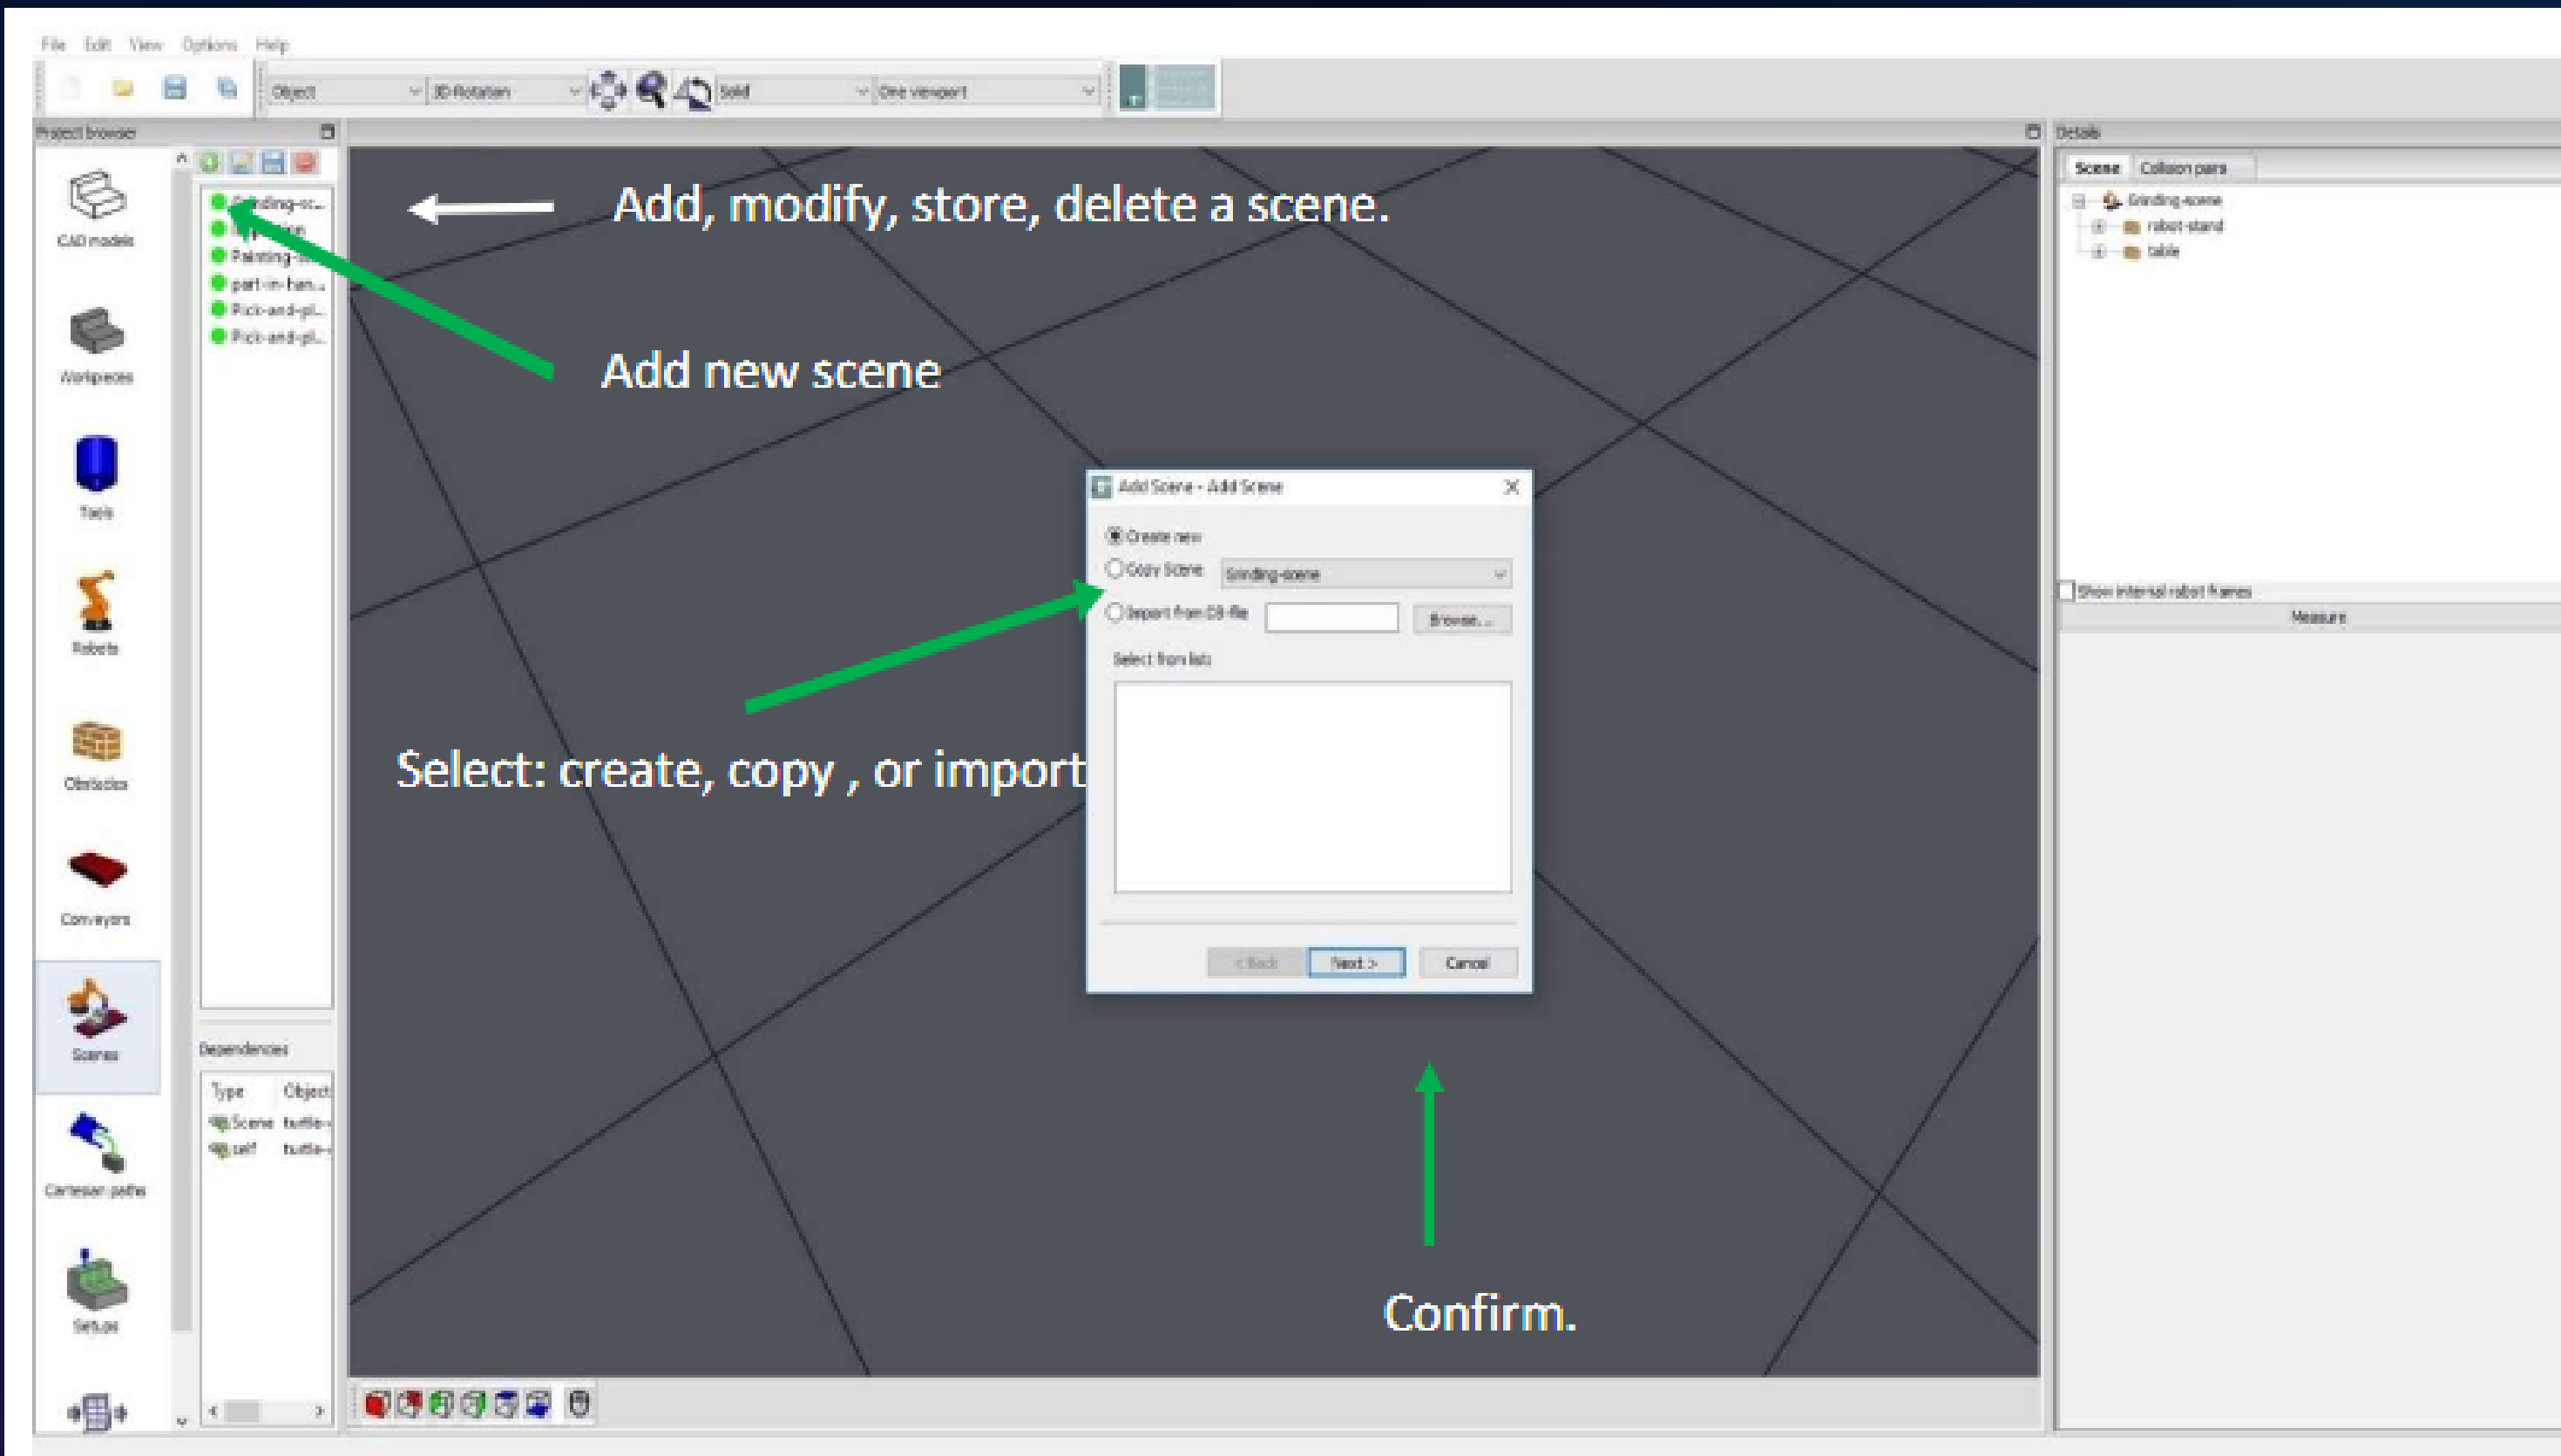 File Edit View Options Help
Object 3D-Rotation Solid One viewport
Project browser
Details
Scene Collision pairs
CAD models
Workpieces
Tools
Robots
Obstacles
Conveyors
Scenes
Cartesian paths
Setups
Painting-
part-in-han...
Pick-and-pl...
Pick-and-pl...
Dependencies
Type Object
Scene turtle-
self turtle-
Add, modify, store, delete a scene.
Add new scene
Select: create, copy , or import
Add Scene - Add Scene
Create new
Copy Scene Grinding-scene
Import from DB-file Browse...
Select from lists
< Back Next > Cancel
Confirm.
Grinding-scene
robot-stand
table
Show internal robot frames
Measure